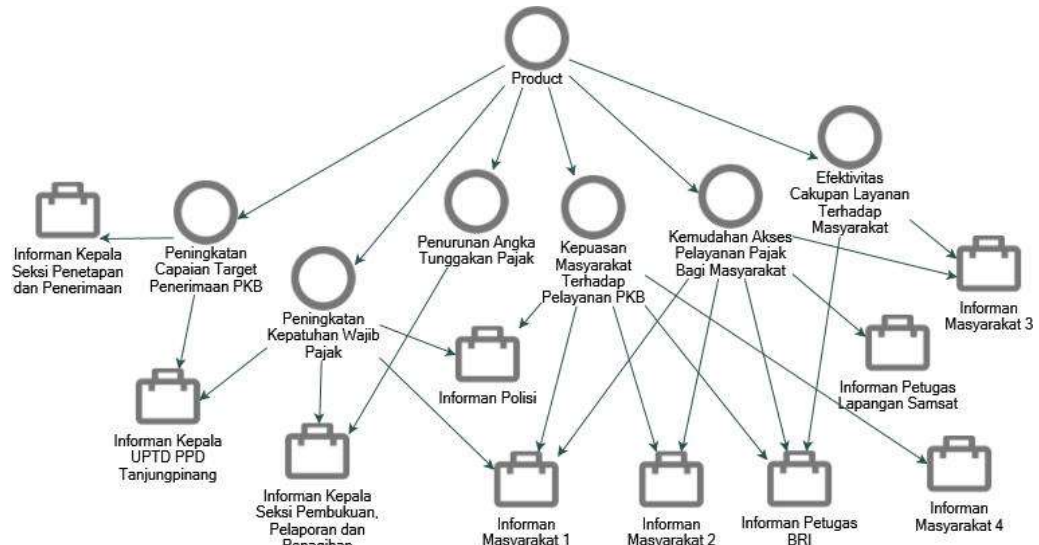 Product
Efektivitas
Cakupan Layanan
Terhadap
Masyarakat
Informan Kepala
Seksi Penetapan
dan Penerimaan
Peningkatan
Capaian Target
Penerimaan PKB
Penurunan Angka
Tunggakan Pajak
Kepuasan
Masyarakat
Terhadap
Pelayanan PKB
Kemudahan Akses
Pelayanan Pajak
Bagi Masyarakat
Informan
Masyarakat 3
Peningkatan
Kepatuhan Wajib
Pajak
Informan Polisi
Informan Petugas
Lapangan Samsat
Informan Kepala
UPTD PPD
Tanjungpinang
Informan Kepala
Seksi Pembukuan,
Pelaporan dan
Penagihan
Informan
Masyarakat 1
Informan
Masyarakat 2
Informan Petugas
BRI
Informan
Masyarakat 4